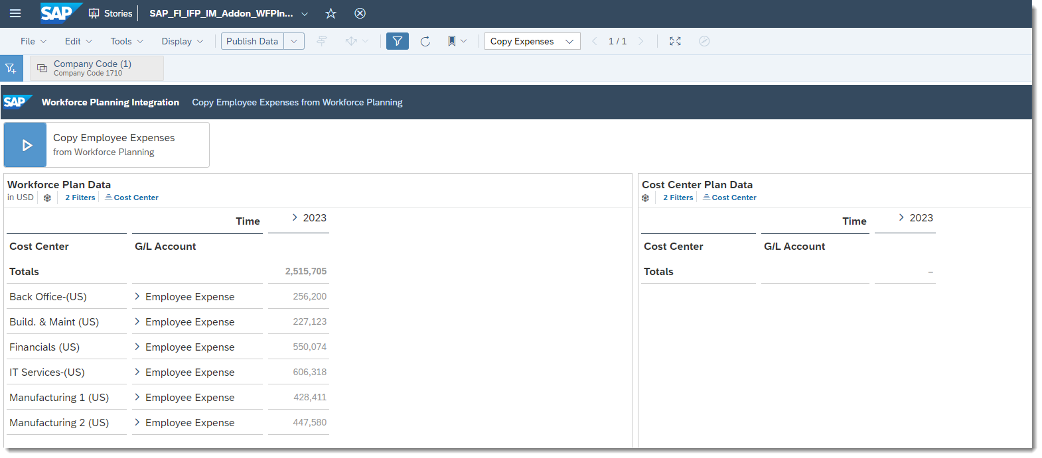 SAP Stories SAP_FI_IFP_IM_Addon_WFPIn...
File Edit Tools Display Publish Data Copy Expenses 1 / 1
Company Code (1)
Company Code 1710
SAP Workforce Planning Integration Copy Employee Expenses from Workforce Planning
Copy Employee Expenses
from Workforce Planning
Workforce Plan Data
in USD 2 Filters Cost Center
Time 2023
Cost Center G/L Account
Totals 2,515,705
Back Office-(US) Employee Expense 256,200
Build. & Maint (US) Employee Expense 227,123
Financials (US) Employee Expense 550,074
IT Services-(US) Employee Expense 606,318
Manufacturing 1 (US) Employee Expense 428,411
Manufacturing 2 (US) Employee Expense 447,580
Cost Center Plan Data
2 Filters Cost Center
Time 2023
Cost Center G/L Account
Totals –